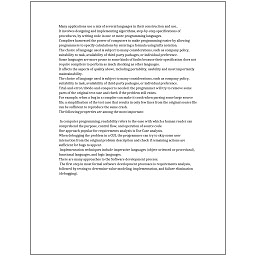 Many applications use a mix of several languages in their construction and use.
It involves designing and implementing algorithms, step-by-step specifications of
procedures, by writing code in one or more programming languages.
Compilers harnessed the power of computers to make programming easier by allowing
programmers to specify calculations by entering a formula using infix notation.
The choice of language used is subject to many considerations, such as company policy,
suitability to task, availability of third-party packages, or individual preference.
Some languages are more prone to some kinds of faults because their specification does not
require compilers to perform as much checking as other languages.
It affects the aspects of quality above, including portability, usability and most importantly
maintainability.
The choice of language used is subject to many considerations, such as company policy,
suitability to task, availability of third-party packages, or individual preference.
Trial-and-error/divide-and-conquer is needed: the programmer will try to remove some
parts of the original test case and check if the problem still exists.
For example, when a bug in a compiler can make it crash when parsing some large source
file, a simplification of the test case that results in only few lines from the original source file
can be sufficient to reproduce the same crash.
The following properties are among the most important:
In computer programming, readability refers to the ease with which a human reader can
comprehend the purpose, control flow, and operation of source code.
One approach popular for requirements analysis is Use Case analysis.
When debugging the problem in a GUI, the programmer can try to skip some user
interaction from the original problem description and check if remaining actions are
sufficient for bugs to appear.
Implementation techniques include imperative languages (object-oriented or procedural),
functional languages, and logic languages.
There are many approaches to the Software development process.
The first step in most formal software development processes is requirements analysis,
followed by testing to determine value modeling, implementation, and failure elimination
(debugging).